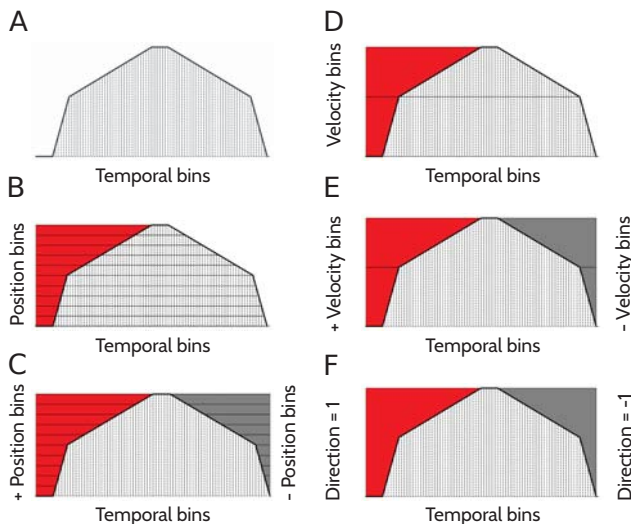 A
Temporal bins
B
Position bins
Temporal bins
C
+ Position bins
– Position bins
Temporal bins
D
Velocity bins
Temporal bins
E
+ Velocity bins
– Velocity bins
Temporal bins
F
Direction = 1
Direction = -1
Temporal bins